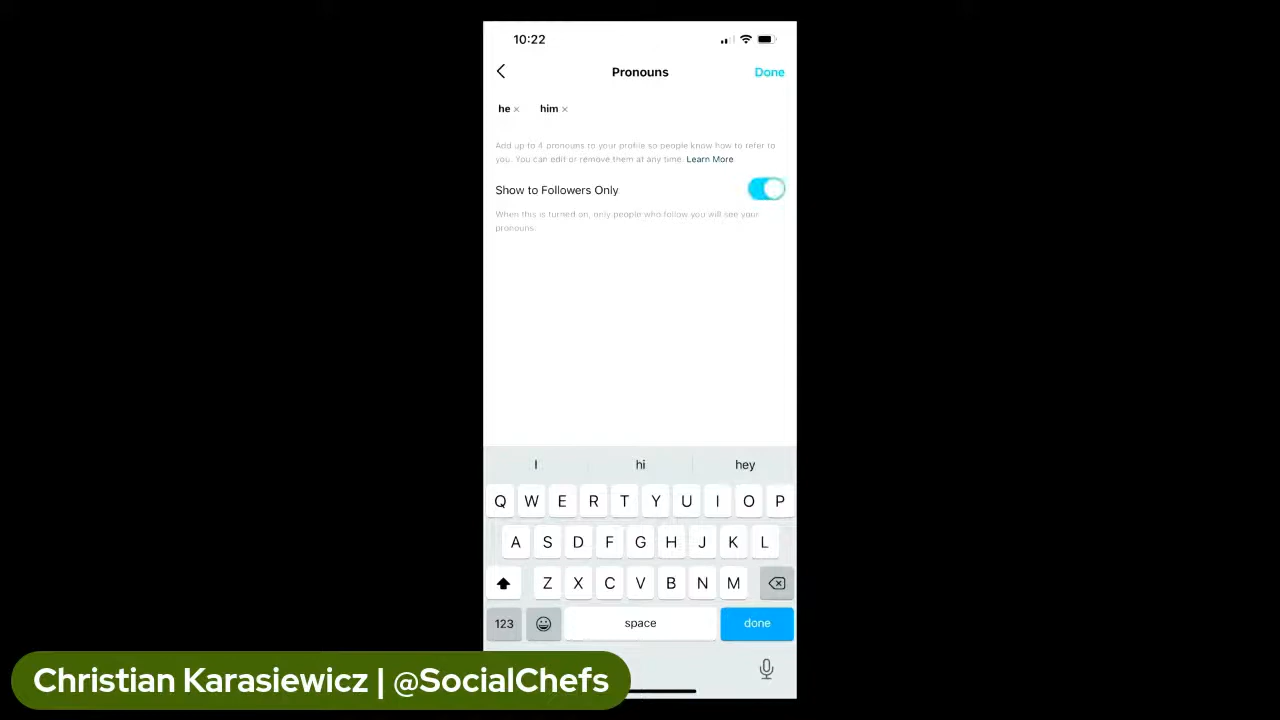 10:22
Pronouns
Done
he ×
him ×
Add up to 4 pronouns to your profile so people know how to refer to
you. You can edit or remove them at any time. Learn More
Show to Followers Only
When this is turned on, only people who follow you will see your
pronouns.
I hi hey
Q W E R T Y U I O P
A S D F G H J K L
Z X C V B N M
123 space done
Christian Karasiewicz | @SocialChefs